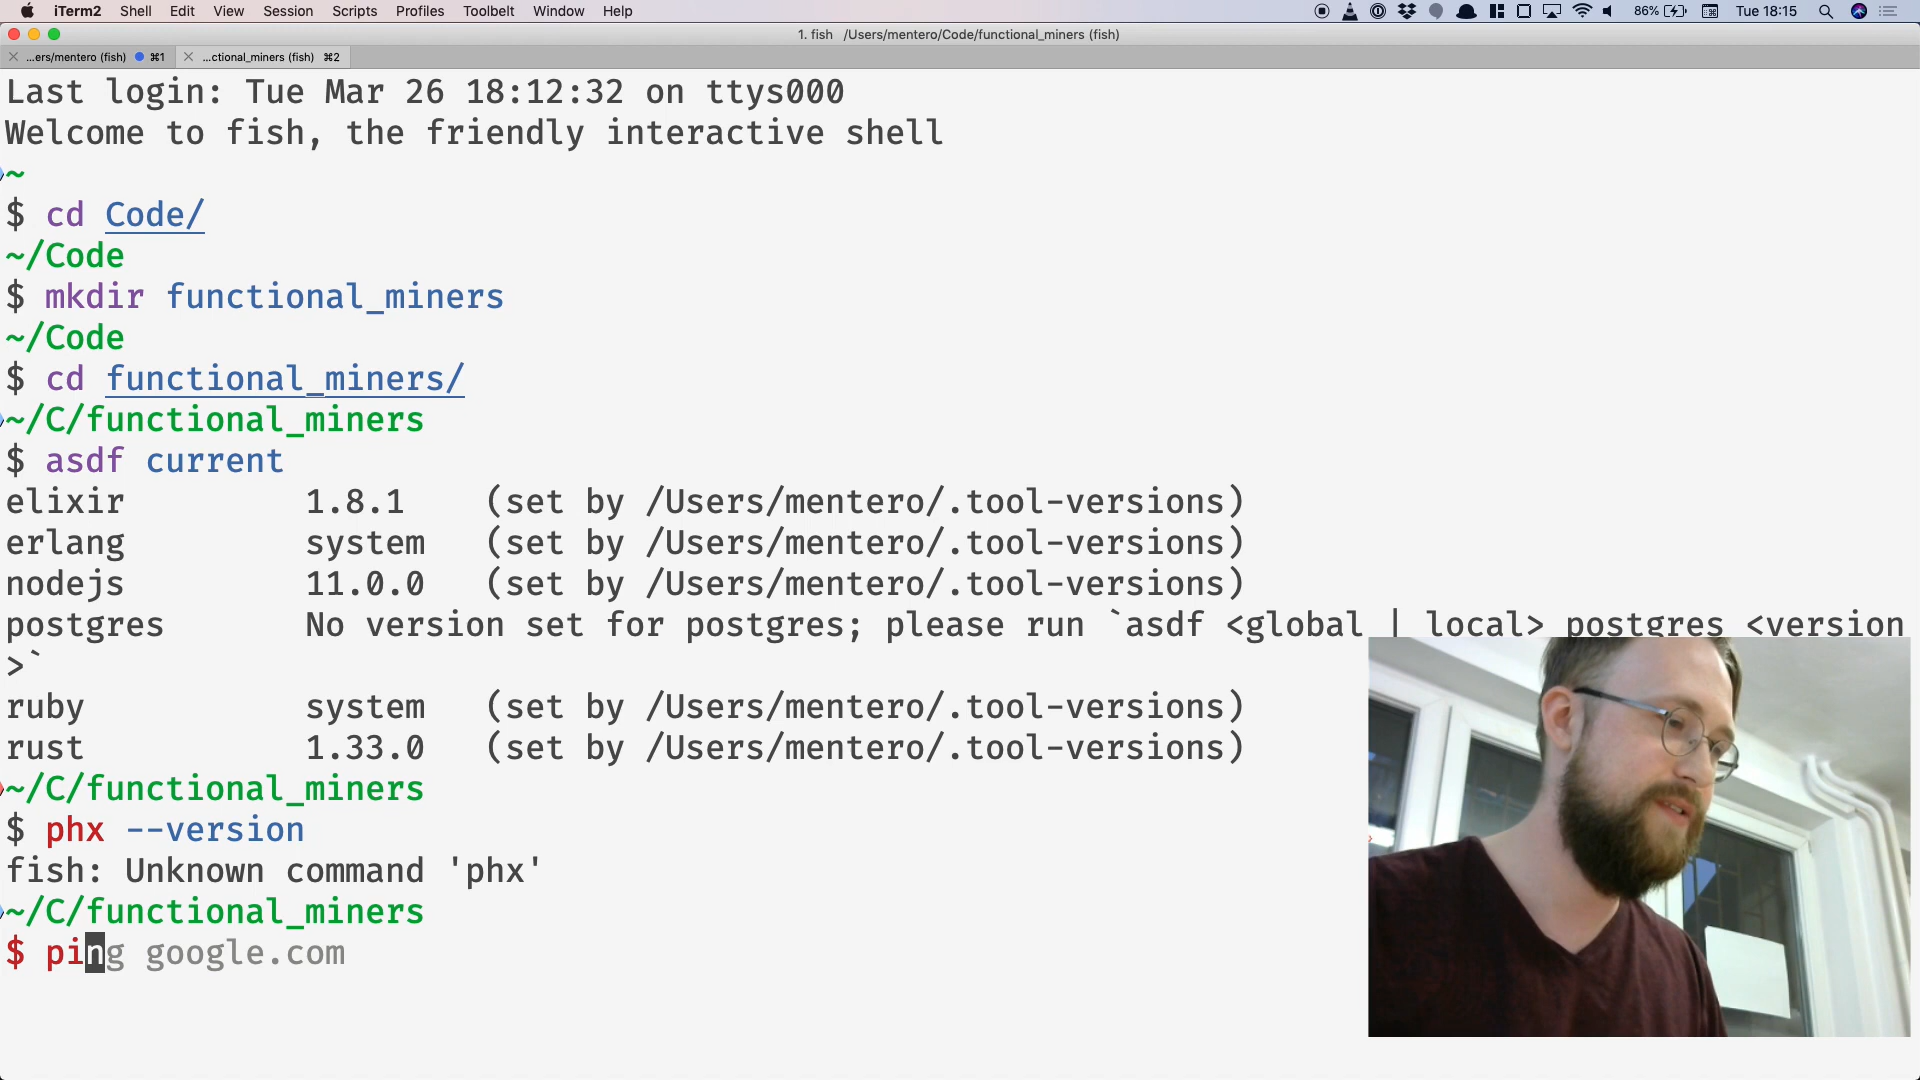 iTerm2 Shell Edit View Session Scripts Profiles Toolbelt Window Help 86% Tue 18:15
1. fish /Users/mentero/Code/functional_miners (fish)
...ers/mentero (fish) ⌘1 ...ctional_miners (fish) ⌘2
Last login: Tue Mar 26 18:12:32 on ttys000
Welcome to fish, the friendly interactive shell
~
$ cd Code/
~/Code
$ mkdir functional_miners
~/Code
$ cd functional_miners/
~/C/functional_miners
$ asdf current
elixir 1.8.1 (set by /Users/mentero/.tool-versions)
erlang system (set by /Users/mentero/.tool-versions)
nodejs 11.0.0 (set by /Users/mentero/.tool-versions)
postgres No version set for postgres; please run `asdf <global | local> postgres <version
>`
ruby system (set by /Users/mentero/.tool-versions)
rust 1.33.0 (set by /Users/mentero/.tool-versions)
~/C/functional_miners
$ phx --version
fish: Unknown command 'phx'
~/C/functional_miners
$ ping google.com